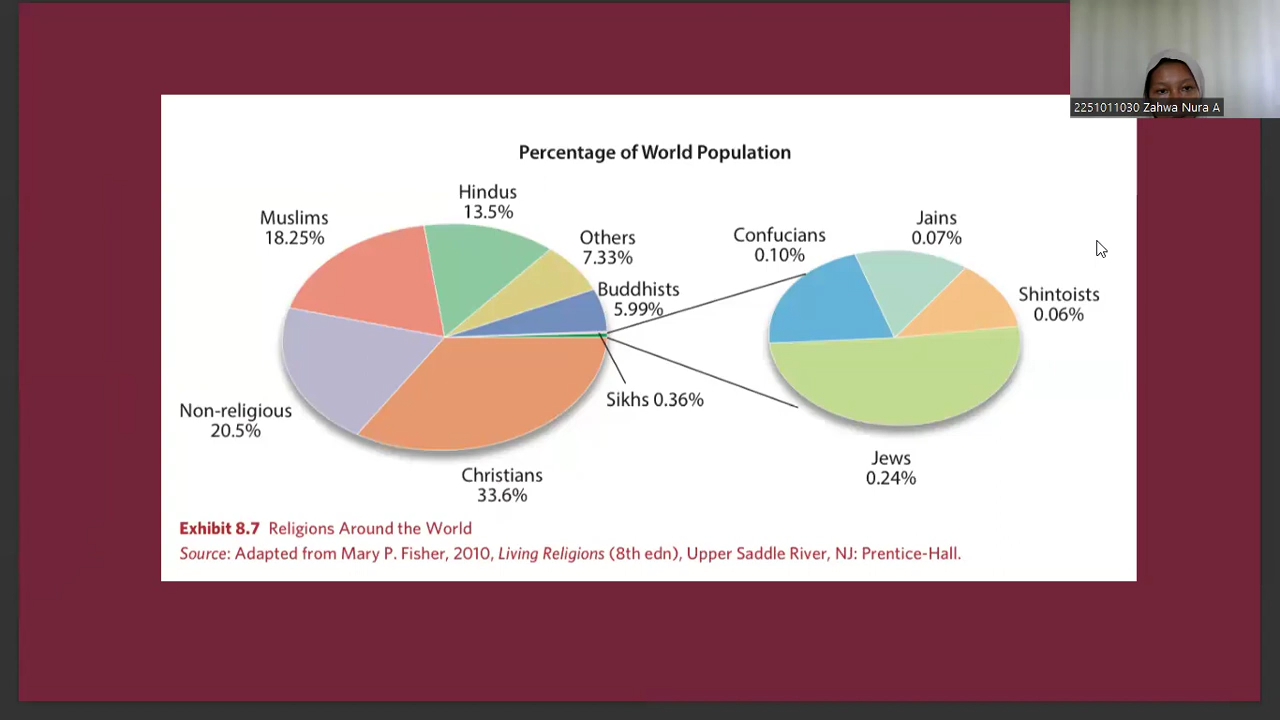 2251011030 Zahwa Nura A
Percentage of World Population
Hindus
13.5%
Muslims
18.25%
Others
7.33%
Buddhists
5.99%
Sikhs 0.36%
Non-religious
20.5%
Christians
33.6%
Confucians
0.10%
Jains
0.07%
Shintoists
0.06%
Jews
0.24%
Exhibit 8.7 Religions Around the World
Source: Adapted from Mary P. Fisher, 2010, Living Religions (8th edn), Upper Saddle River, NJ: Prentice-Hall.